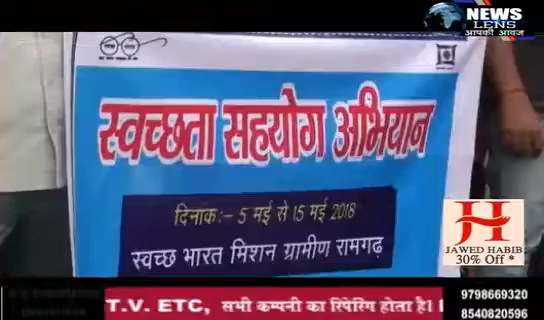 NEWS
LENS
आपकी आवाज
स्वच्छता सहयोग अभियान
दिनांक:- 5 मई से 15 मई 2018
स्वच्छ भारत मिशन ग्रामीण रामगढ़
JAWED HABIB
30% Off *
T.V. ETC, सभी कम्पनी का रिपेरिंग होता है।
9798669320
8540820596